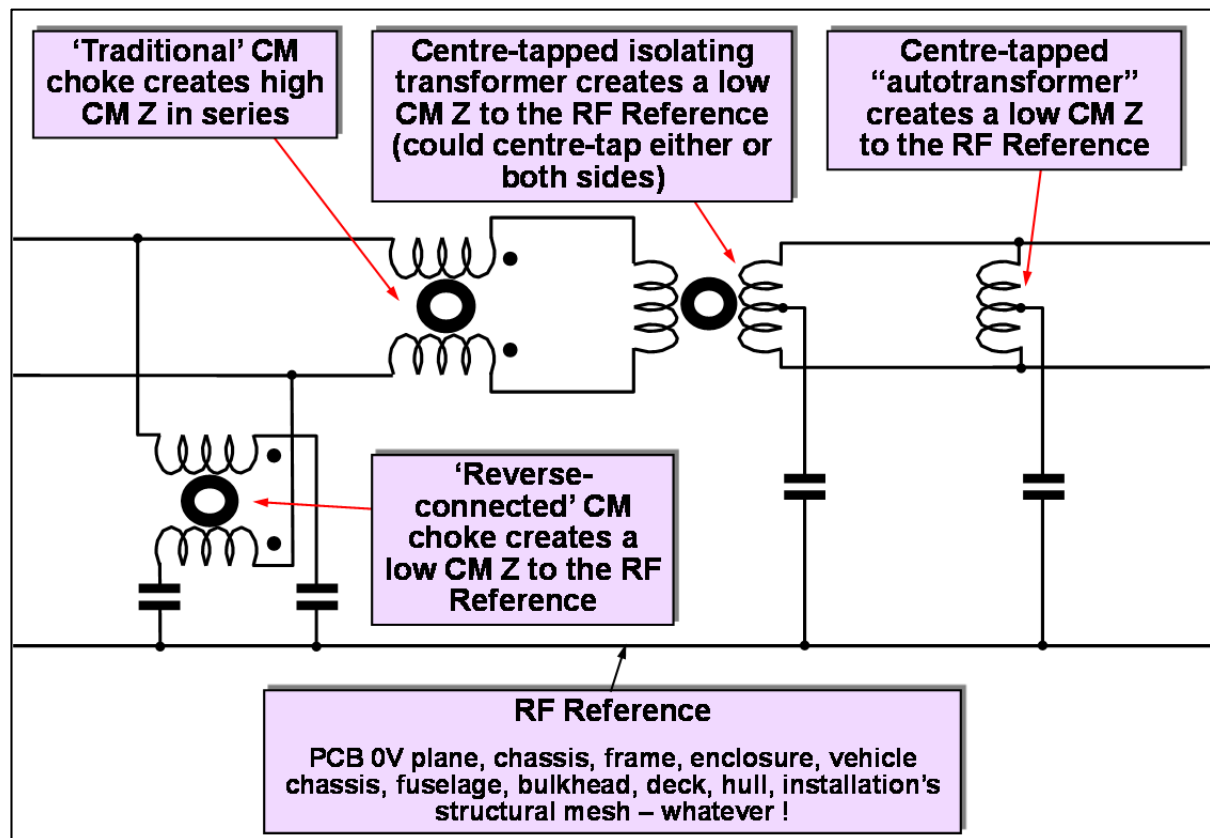 ‘Traditional’ CM
choke creates high
CM Z in series
Centre-tapped isolating
transformer creates a low
CM Z to the RF Reference
(could centre-tap either or
both sides)
Centre-tapped
“autotransformer”
creates a low CM Z
to the RF Reference
‘Reverse-
connected’ CM
choke creates a
low CM Z to the RF
Reference
RF Reference
PCB 0V plane, chassis, frame, enclosure, vehicle
chassis, fuselage, bulkhead, deck, hull, installation’s
structural mesh – whatever !